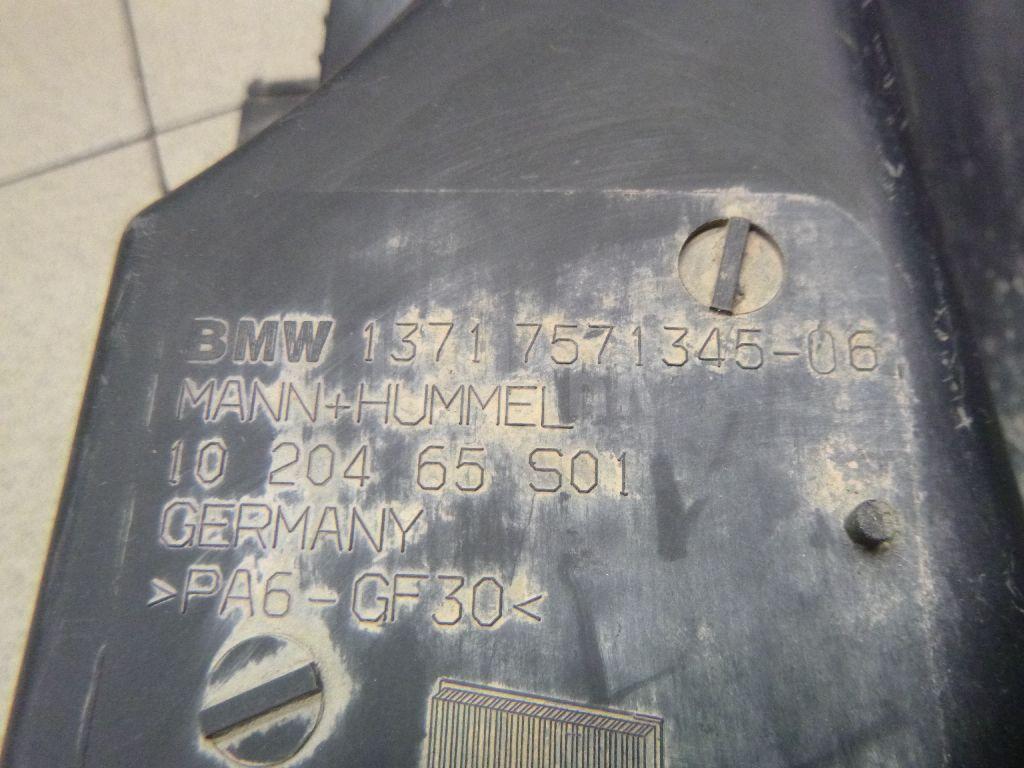 BMW 1371 7571345-06
MANN+HUMMEL
10 204 65 S01
GERMANY
>PA6-GF30<